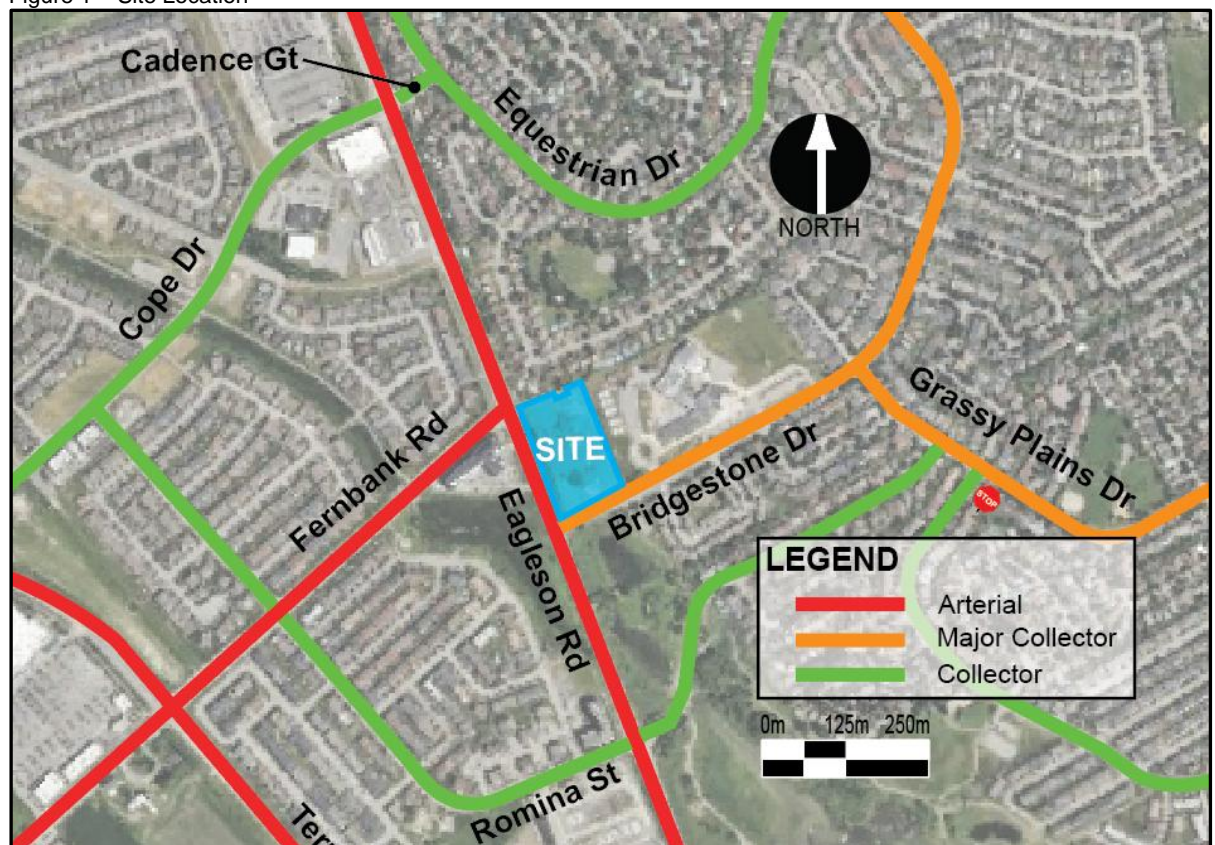 Cadence Gt
Equestrian Dr
NORTH
Cope Dr
Fernbank Rd
SITE
Grassy Plains Dr
Bridgestone Dr
STOP
Eagleson Rd
LEGEND
Arterial
Major Collector
Collector
0m 125m 250m
Romina St